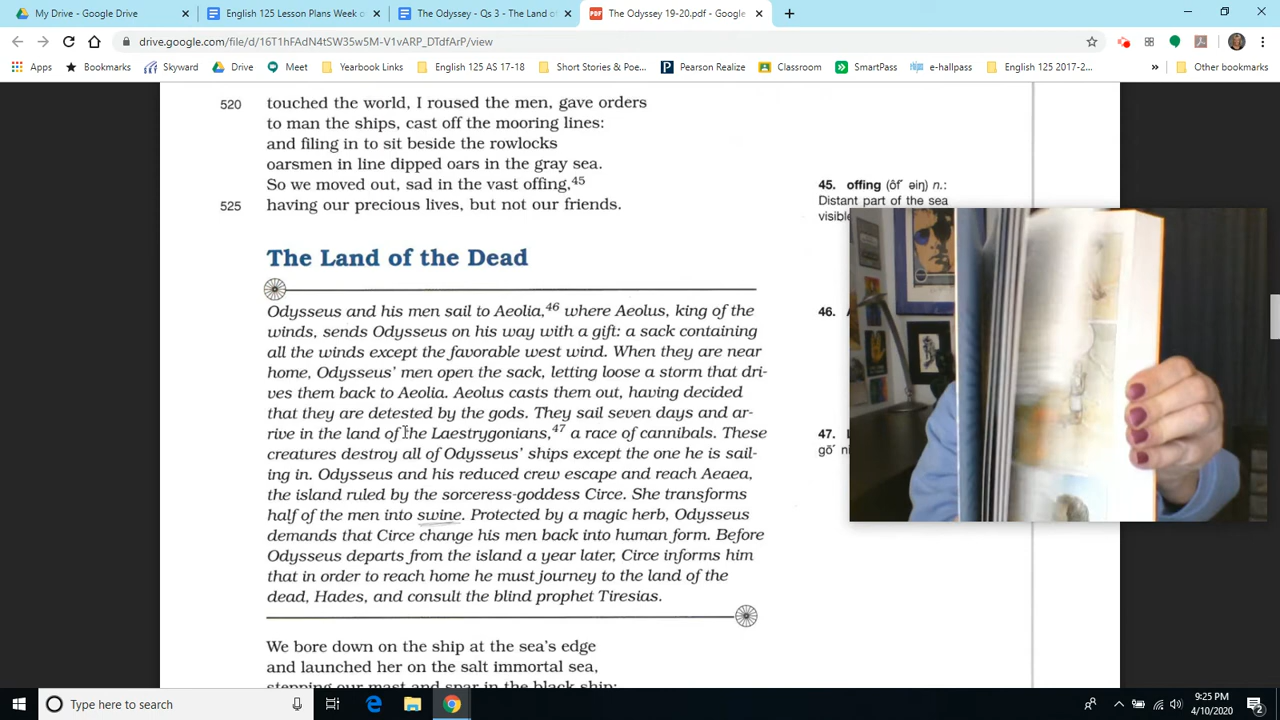 My Drive - Google Drive
English 125 Lesson Plans Week o
The Odyssey - Qs 3 - The Land of
The Odyssey 19-20.pdf - Google
drive.google.com/file/d/16T1hFAdN4tSW35w5M-V1vARP_DTdfArP/view
Apps
Bookmarks
Skyward
Drive
Meet
Yearbook Links
English 125 AS 17-18
Short Stories & Poe...
Pearson Realize
Classroom
SmartPass
e-hallpass
English 125 2017-2...
Other bookmarks
520 touched the world, I roused the men, gave orders
to man the ships, cast off the mooring lines:
and filing in to sit beside the rowlocks
oarsmen in line dipped oars in the gray sea.
So we moved out, sad in the vast offing,45
525 having our precious lives, but not our friends.
45. offing (ôf´ əiŋ) n.:
Distant part of the sea
visible
The Land of the Dead
Odysseus and his men sail to Aeolia,46 where Aeolus, king of the
winds, sends Odysseus on his way with a gift: a sack containing
all the winds except the favorable west wind. When they are near
home, Odysseus' men open the sack, letting loose a storm that dri-
ves them back to Aeolia. Aeolus casts them out, having decided
that they are detested by the gods. They sail seven days and ar-
rive in the land of the Laestrygonians,47 a race of cannibals. These
creatures destroy all of Odysseus' ships except the one he is sail-
ing in. Odysseus and his reduced crew escape and reach Aeaea,
the island ruled by the sorceress-goddess Circe. She transforms
half of the men into swine. Protected by a magic herb, Odysseus
demands that Circe change his men back into human form. Before
Odysseus departs from the island a year later, Circe informs him
that in order to reach home he must journey to the land of the
dead, Hades, and consult the blind prophet Tiresias.
46.
47.
gō´
We bore down on the ship at the sea's edge
and launched her on the salt immortal sea,
stepping our mast and spar in the black ship;
Type here to search
9:25 PM
4/10/2020
2